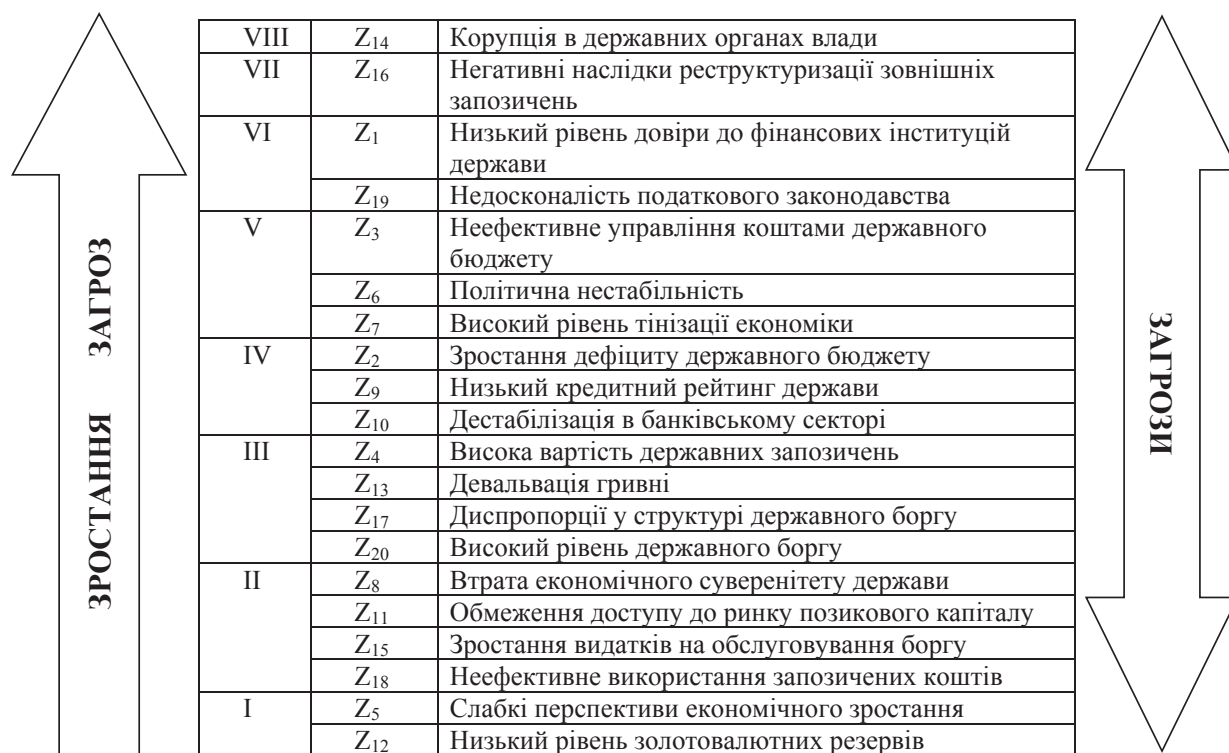 ЗРОСТАННЯ ЗАГРОЗ
VIII Z14 Корупція в державних органах влади
VII Z16 Негативні наслідки реструктуризації зовнішніх
запозичень
VI Z1 Низький рівень довіри до фінансових інституцій
держави
Z19 Недосконалість податкового законодавства
V Z3 Неефективне управління коштами державного
бюджету
Z6 Політична нестабільність
Z7 Високий рівень тінізації економіки
IV Z2 Зростання дефіциту державного бюджету
Z9 Низький кредитний рейтинг держави
Z10 Дестабілізація в банківському секторі
III Z4 Висока вартість державних запозичень
Z13 Девальвація гривні
Z17 Диспропорції у структурі державного боргу
Z20 Високий рівень державного боргу
II Z8 Втрата економічного суверенітету держави
Z11 Обмеження доступу до ринку позикового капіталу
Z15 Зростання видатків на обслуговування боргу
Z18 Неефективне використання запозичених коштів
I Z5 Слабкі перспективи економічного зростання
Z12 Низький рівень золотовалютних резервів
ЗАГРОЗИ